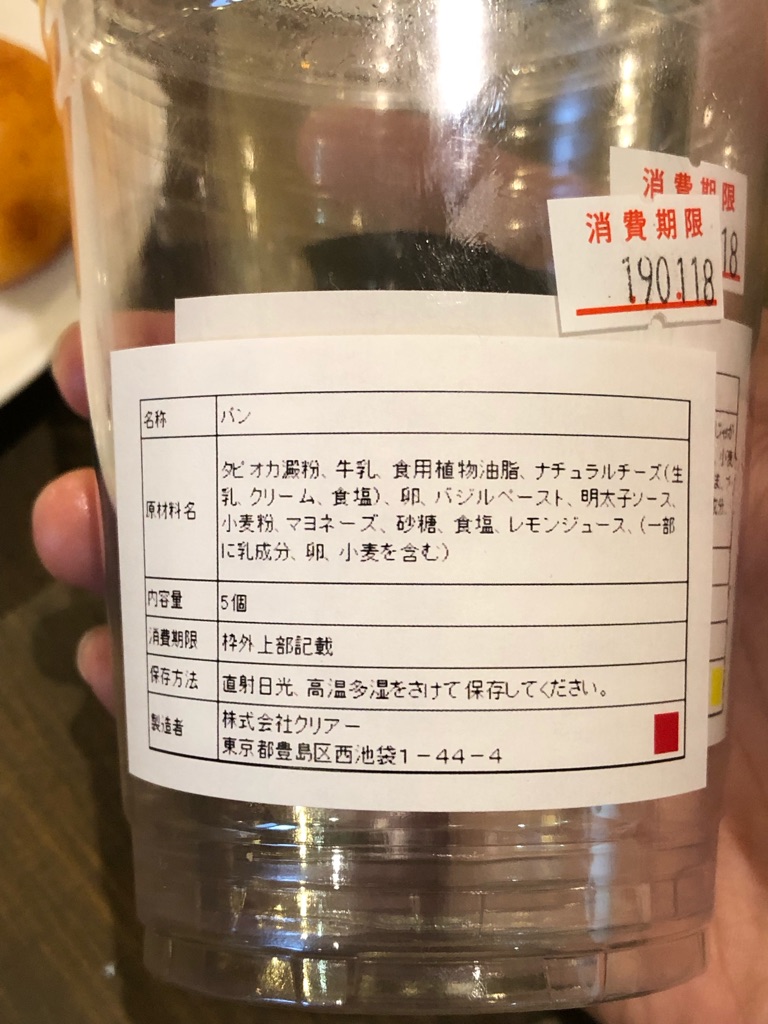 消費期限
18
消費期限
190.118
名称 パン
原材料名 タピオカ澱粉、牛乳、食用植物油脂、ナチュラルチーズ(生
乳、クリーム、食塩)、卵、バジルペースト、明太子ソース、
小麦粉、マヨネーズ、砂糖、食塩、レモンジュース、(一部
に乳成分、卵、小麦を含む)
内容量 5個
消費期限 枠外上部記載
保存方法 直射日光、高温多湿をさけて保存してください。
製造者 株式会社クリアー
東京都豊島区西池袋1-44-4